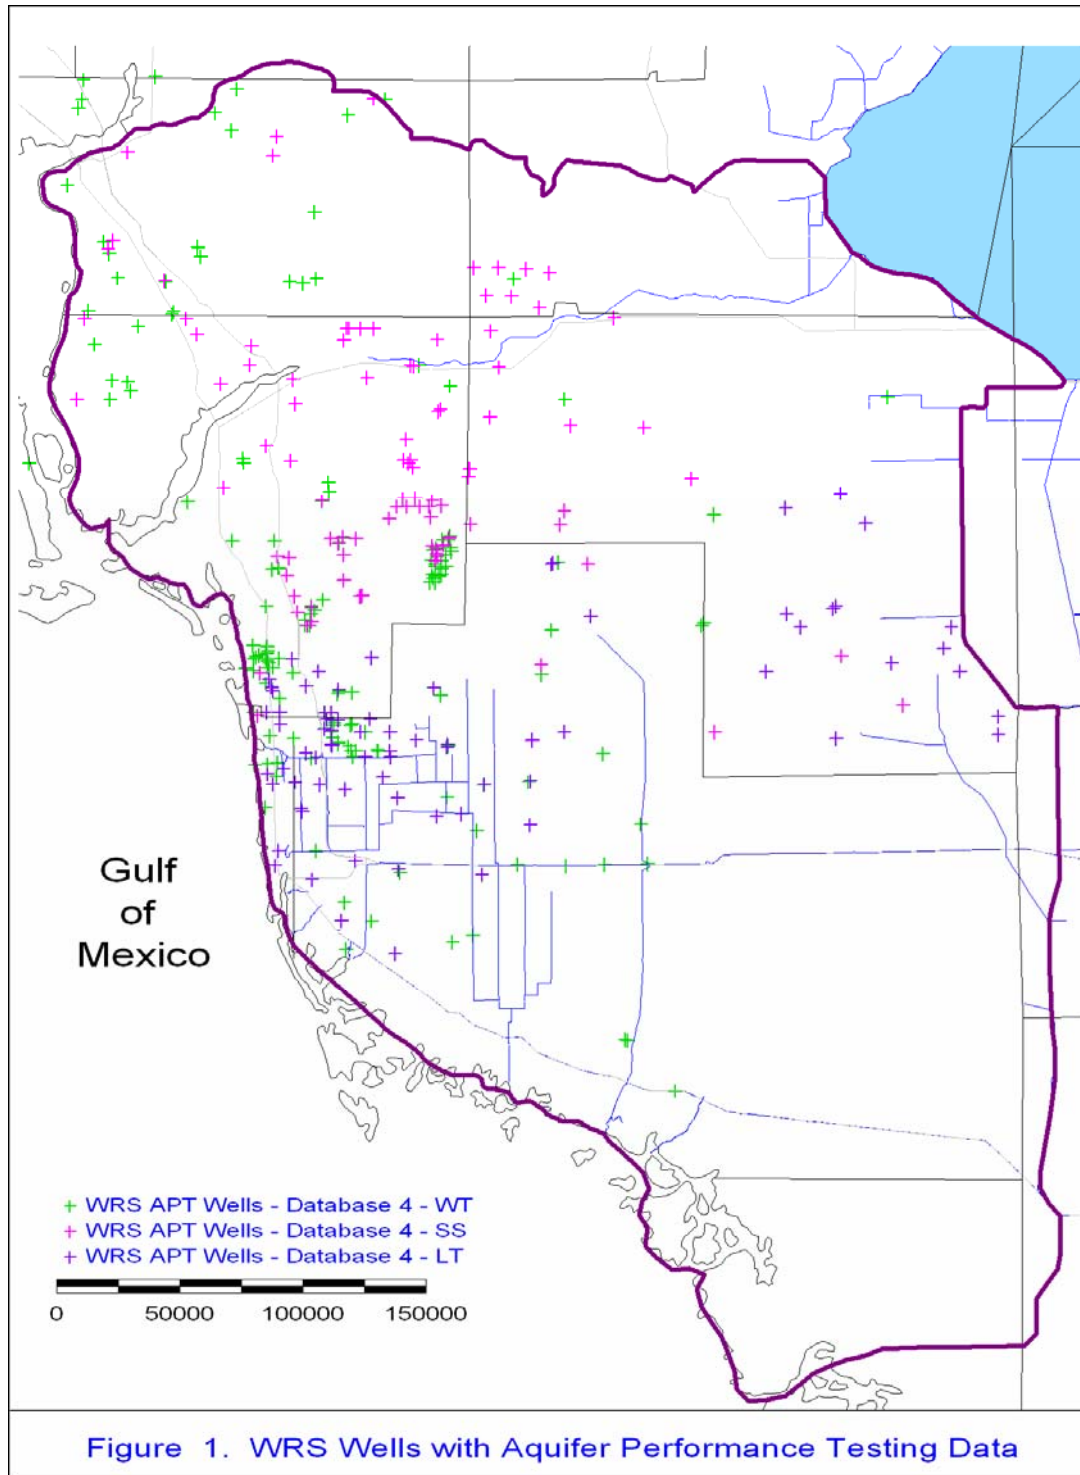 Gulf
of
Mexico
WRS APT Wells - Database 4 - WT
WRS APT Wells - Database 4 - SS
WRS APT Wells - Database 4 - LT
0 50000 100000 150000
Figure 1. WRS Wells with Aquifer Performance Testing Data